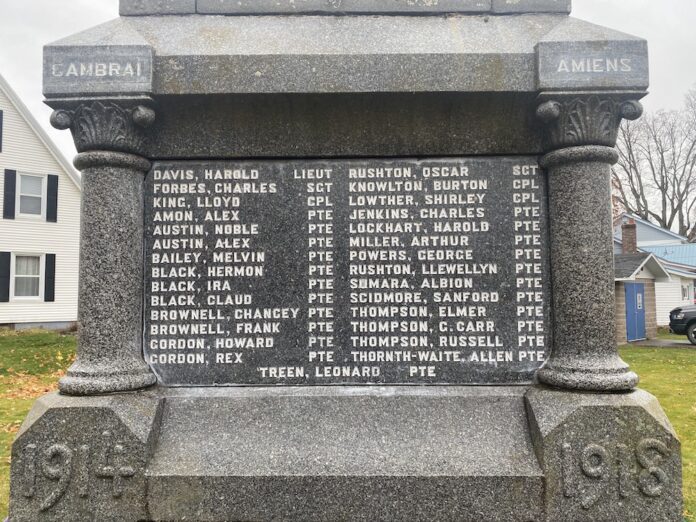 CAMBRAI
AMIENS
DAVIS, HAROLD LIEUT
FORBES, CHARLES SGT
KING, LLOYD CPL
AMON, ALEX PTE
AUSTIN, NOBLE PTE
AUSTIN, ALEX PTE
BAILEY, MELVIN PTE
BLACK, HERMON PTE
BLACK, IRA PTE
BLACK, CLAUD PTE
BROWNELL, CHANCEY PTE
BROWNELL, FRANK PTE
GORDON, HOWARD PTE
GORDON, REX PTE
RUSHTON, OSCAR SGT
KNOWLTON, BURTON CPL
LOWTHER, SHIRLEY CPL
JENKINS, CHARLES PTE
LOCKHART, HAROLD PTE
MILLER, ARTHUR PTE
POWERS, GEORGE PTE
RUSHTON, LLEWELLYN PTE
SUMARA, ALBION PTE
SCIDMORE, SANFORD PTE
THOMPSON, ELMER PTE
THOMPSON, G. CARR PTE
THOMPSON, RUSSELL PTE
THORNTH-WAITE, ALLEN PTE
TREEN, LEONARD PTE
1914
1918